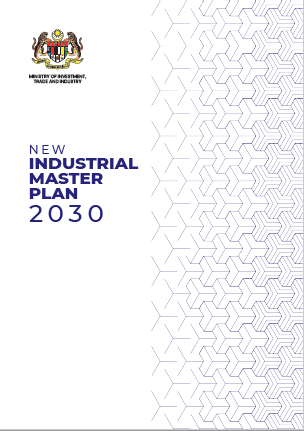 MINISTRY OF INVESTMENT,
TRADE AND INDUSTRY
NEW
INDUSTRIAL
MASTER
PLAN
2030